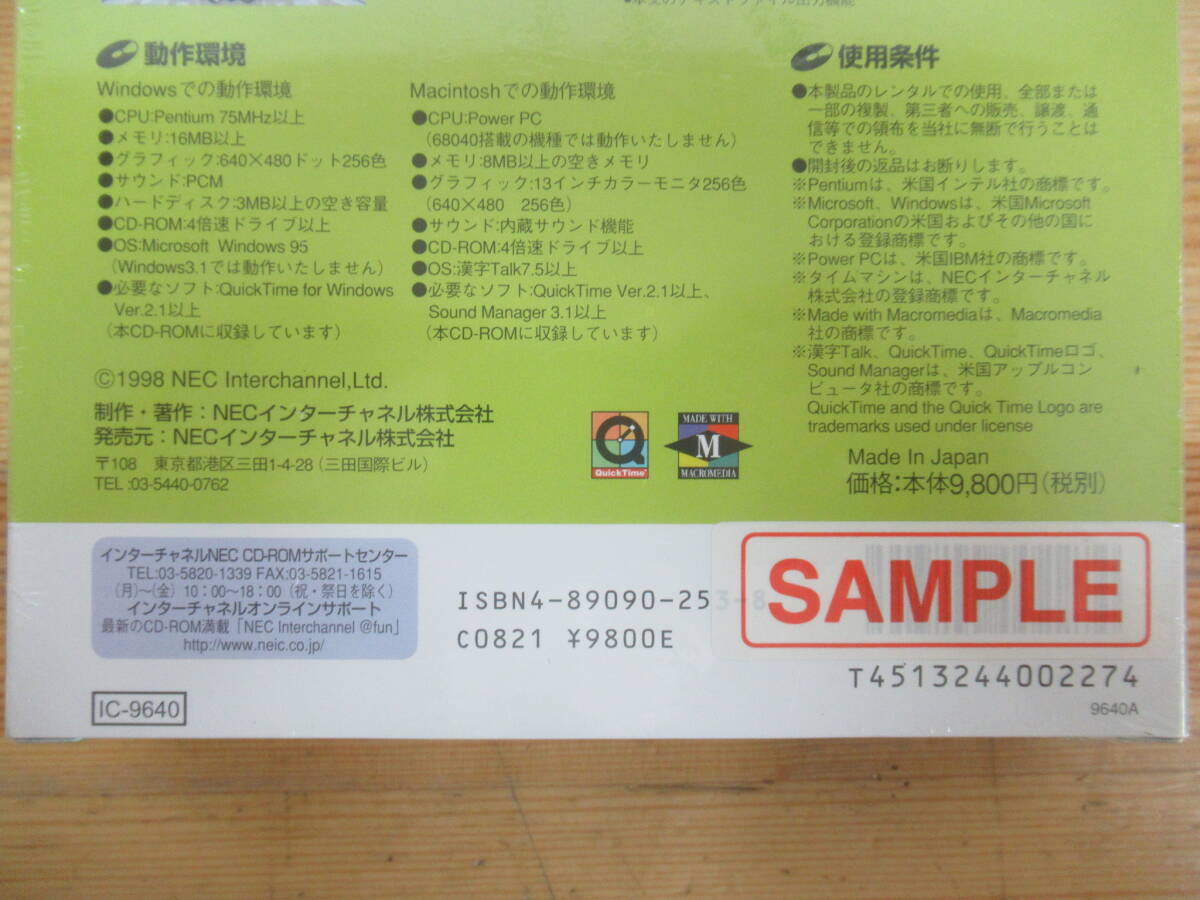 動作環境
Windowsでの動作環境
●CPU:Pentium 75MHz以上
●メモリ:16MB以上
●グラフィック:640×480ドット256色
●サウンド:PCM
●ハードディスク:3MB以上の空き容量
●CD-ROM:4倍速ドライブ以上
●OS:Microsoft Windows 95
(Windows3.1では動作いたしません)
●必要なソフト:QuickTime for Windows
Ver.2.1以上
(本CD-ROMに収録しています)
Macintoshでの動作環境
●CPU:Power PC
(68040搭載の機種では動作いたしません)
●メモリ:8MB以上の空きメモリ
●グラフィック:13インチカラーモニタ256色
(640×480 256色)
●サウンド:内蔵サウンド機能
●CD-ROM:4倍速ドライブ以上
●OS:漢字Talk7.5以上
●必要なソフト:QuickTime Ver.2.1以上、
Sound Manager 3.1以上
(本CD-ROMに収録しています)
使用条件
●本製品のレンタルでの使用、全部または
一部の複製、第三者への販売、譲渡、通
信等での領布を当社に無断で行うことは
できません。
●開封後の返品はお断りします。
※Pentiumは、米国インテル社の商標です。
※Microsoft、Windowsは、米国Microsoft
Corporationの米国およびその他の国に
おける登録商標です。
※Power PCは、米国IBM社の商標です。
※タイムマシンは、NECインターチャネル
株式会社の登録商標です。
※Made with Macromediaは、Macromedia
社の商標です。
※漢字Talk、QuickTime、QuickTimeロゴ、
Sound Managerは、米国アップルコン
ピュータ社の商標です。
QuickTime and the Quick Time Logo are
trademarks used under license
©1998 NEC Interchannel,Ltd.
制作・著作：NECインターチャネル株式会社
発売元：NECインターチャネル株式会社
〒108 東京都港区三田1-4-28(三田国際ビル)
TEL:03-5440-0762
QuickTime
MADE WITH
M
MACROMEDIA
Made In Japan
価格:本体9,800円(税別)
インターチャネルNEC CD-ROMサポートセンター
TEL:03-5820-1339 FAX:03-5821-1615
(月)～(金) 10：00～18：00 (祝・祭日を除く)
インターチャネルオンラインサポート
最新のCD-ROM満載「NEC Interchannel @fun」
http://www.neic.co.jp/
ISBN4-89090-253-8
C0821 ¥9800E
SAMPLE
T4513244002274
IC-9640
9640A